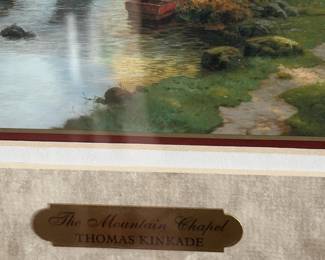 The Mountain Chapel
THOMAS KINKADE